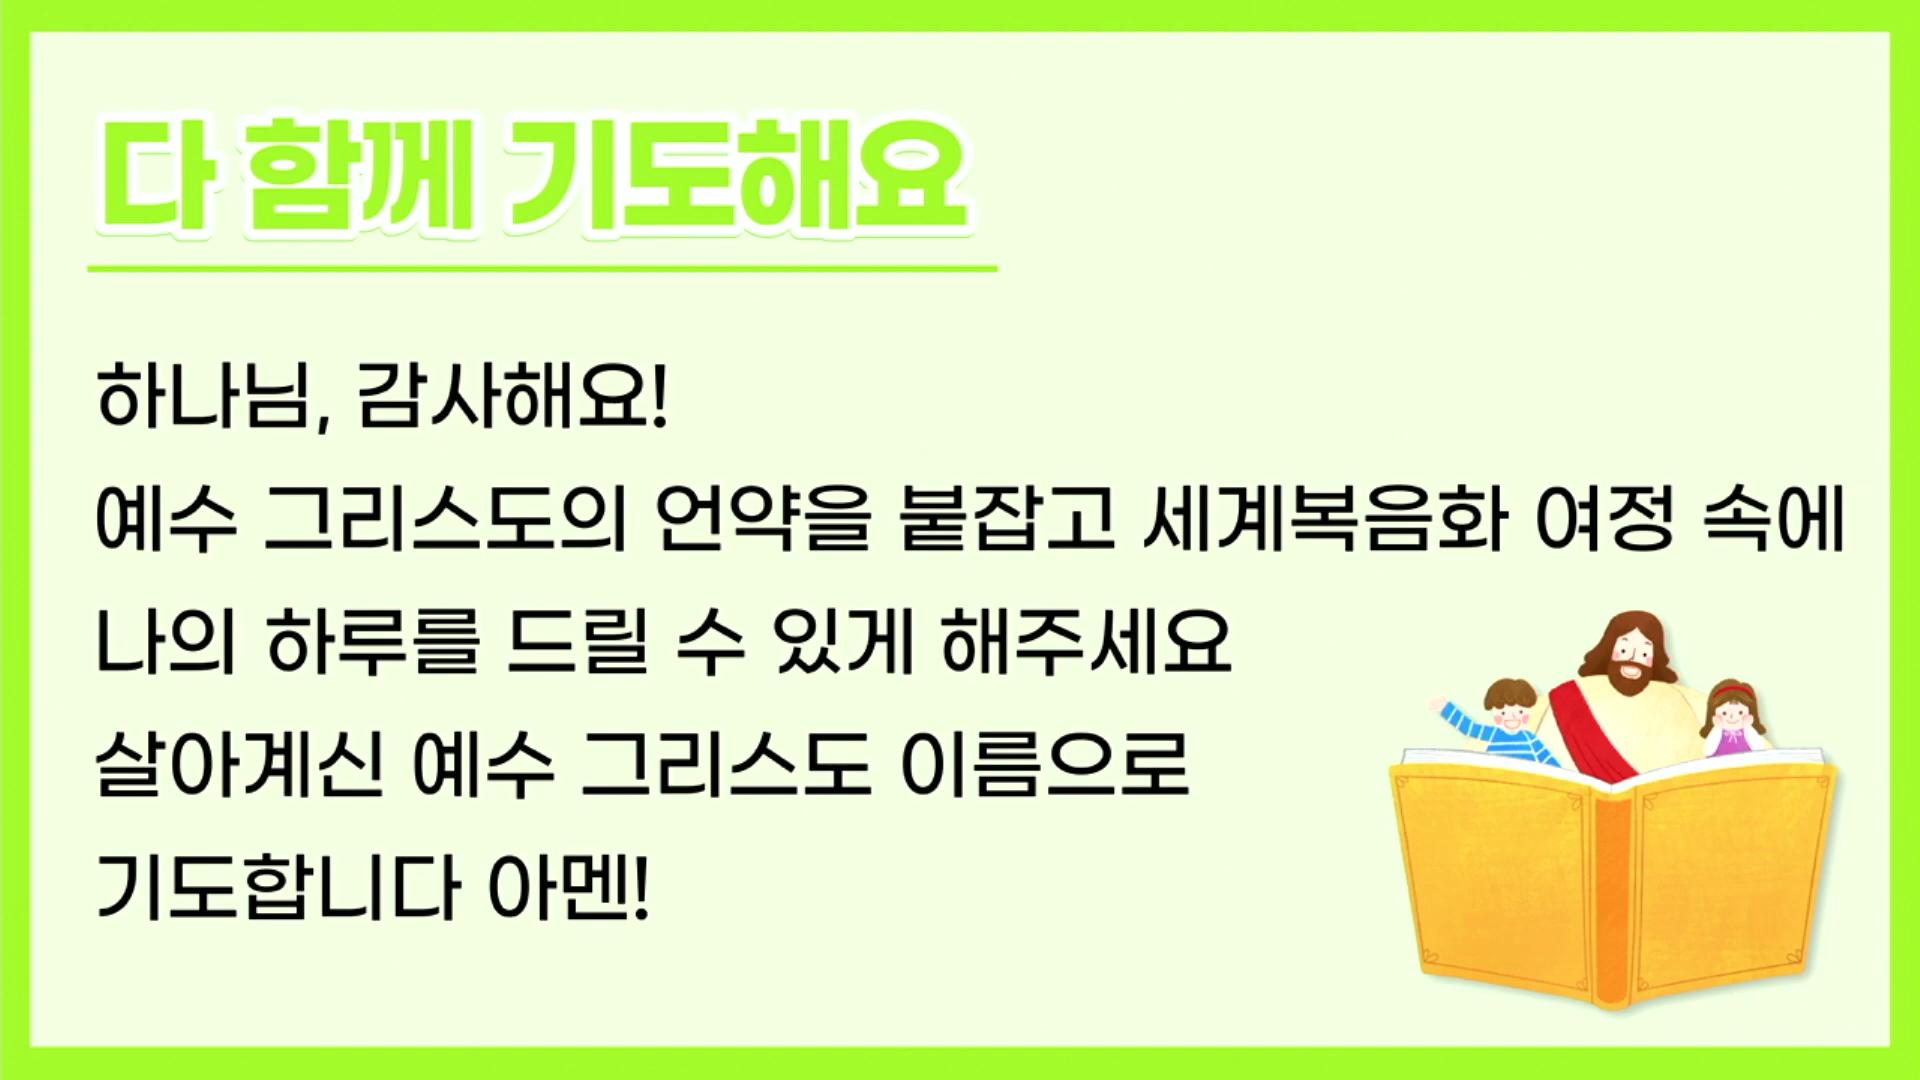 다 함께 기도해요
하나님, 감사해요!
예수 그리스도의 언약을 붙잡고 세계복음화 여정 속에
나의 하루를 드릴 수 있게 해주세요
살아계신 예수 그리스도 이름으로
기도합니다 아멘!